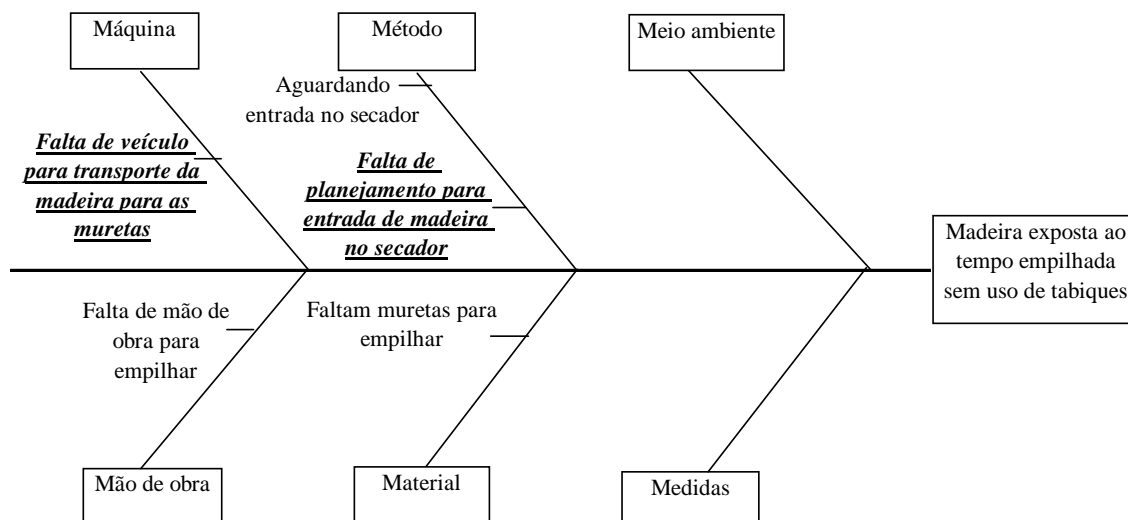 Máquina
Método
Meio ambiente
Aguardando
entrada no secador
Falta de veículo
para transporte da
madeira para as
muretas
Falta de
planejamento para
entrada de madeira
no secador
Madeira exposta ao
tempo empilhada
sem uso de tabiques
Falta de mão de
obra para
empilhar
Faltam muretas para
empilhar
Mão de obra
Material
Medidas